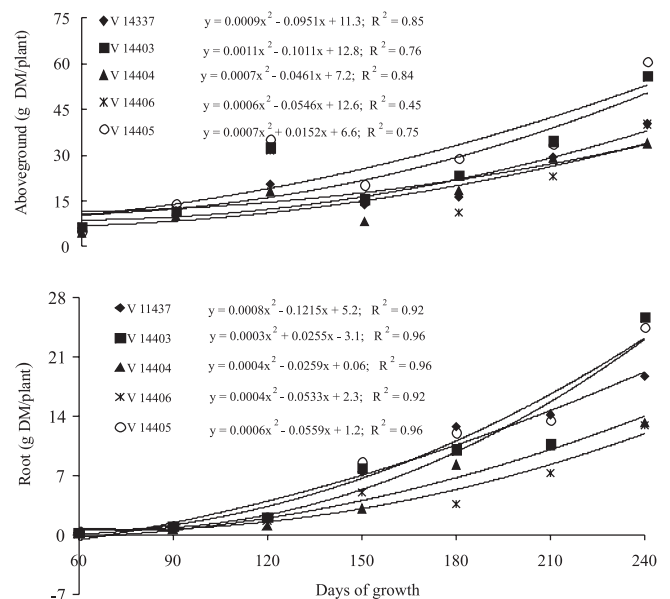 75
60
45
30
15
0
Aboveground (g DM/plant)
V 14337 y = 0.0009x² - 0.0951x + 11.3; R² = 0.85
V 14403 y = 0.0011x² - 0.1011x + 12.8; R² = 0.76
V 14404 y = 0.0007x² - 0.0461x + 7.2; R² = 0.84
V 14406 y = 0.0006x² - 0.0546x + 12.6; R² = 0.45
V 14405 y = 0.0007x² + 0.0152x + 6.6; R² = 0.75
28
21
14
7
0
-7
Root (g DM/plant)
V 11437 y = 0.0008x² - 0.1215x + 5.2; R² = 0.92
V 14403 y = 0.0003x² + 0.0255x - 3.1; R² = 0.96
V 14404 y = 0.0004x² - 0.0259x + 0.06; R² = 0.96
V 14406 y = 0.0004x² - 0.0533x + 2.3; R² = 0.92
V 14405 y = 0.0006x² - 0.0559x + 1.2; R² = 0.96
60 90 120 150 180 210 240
Days of growth